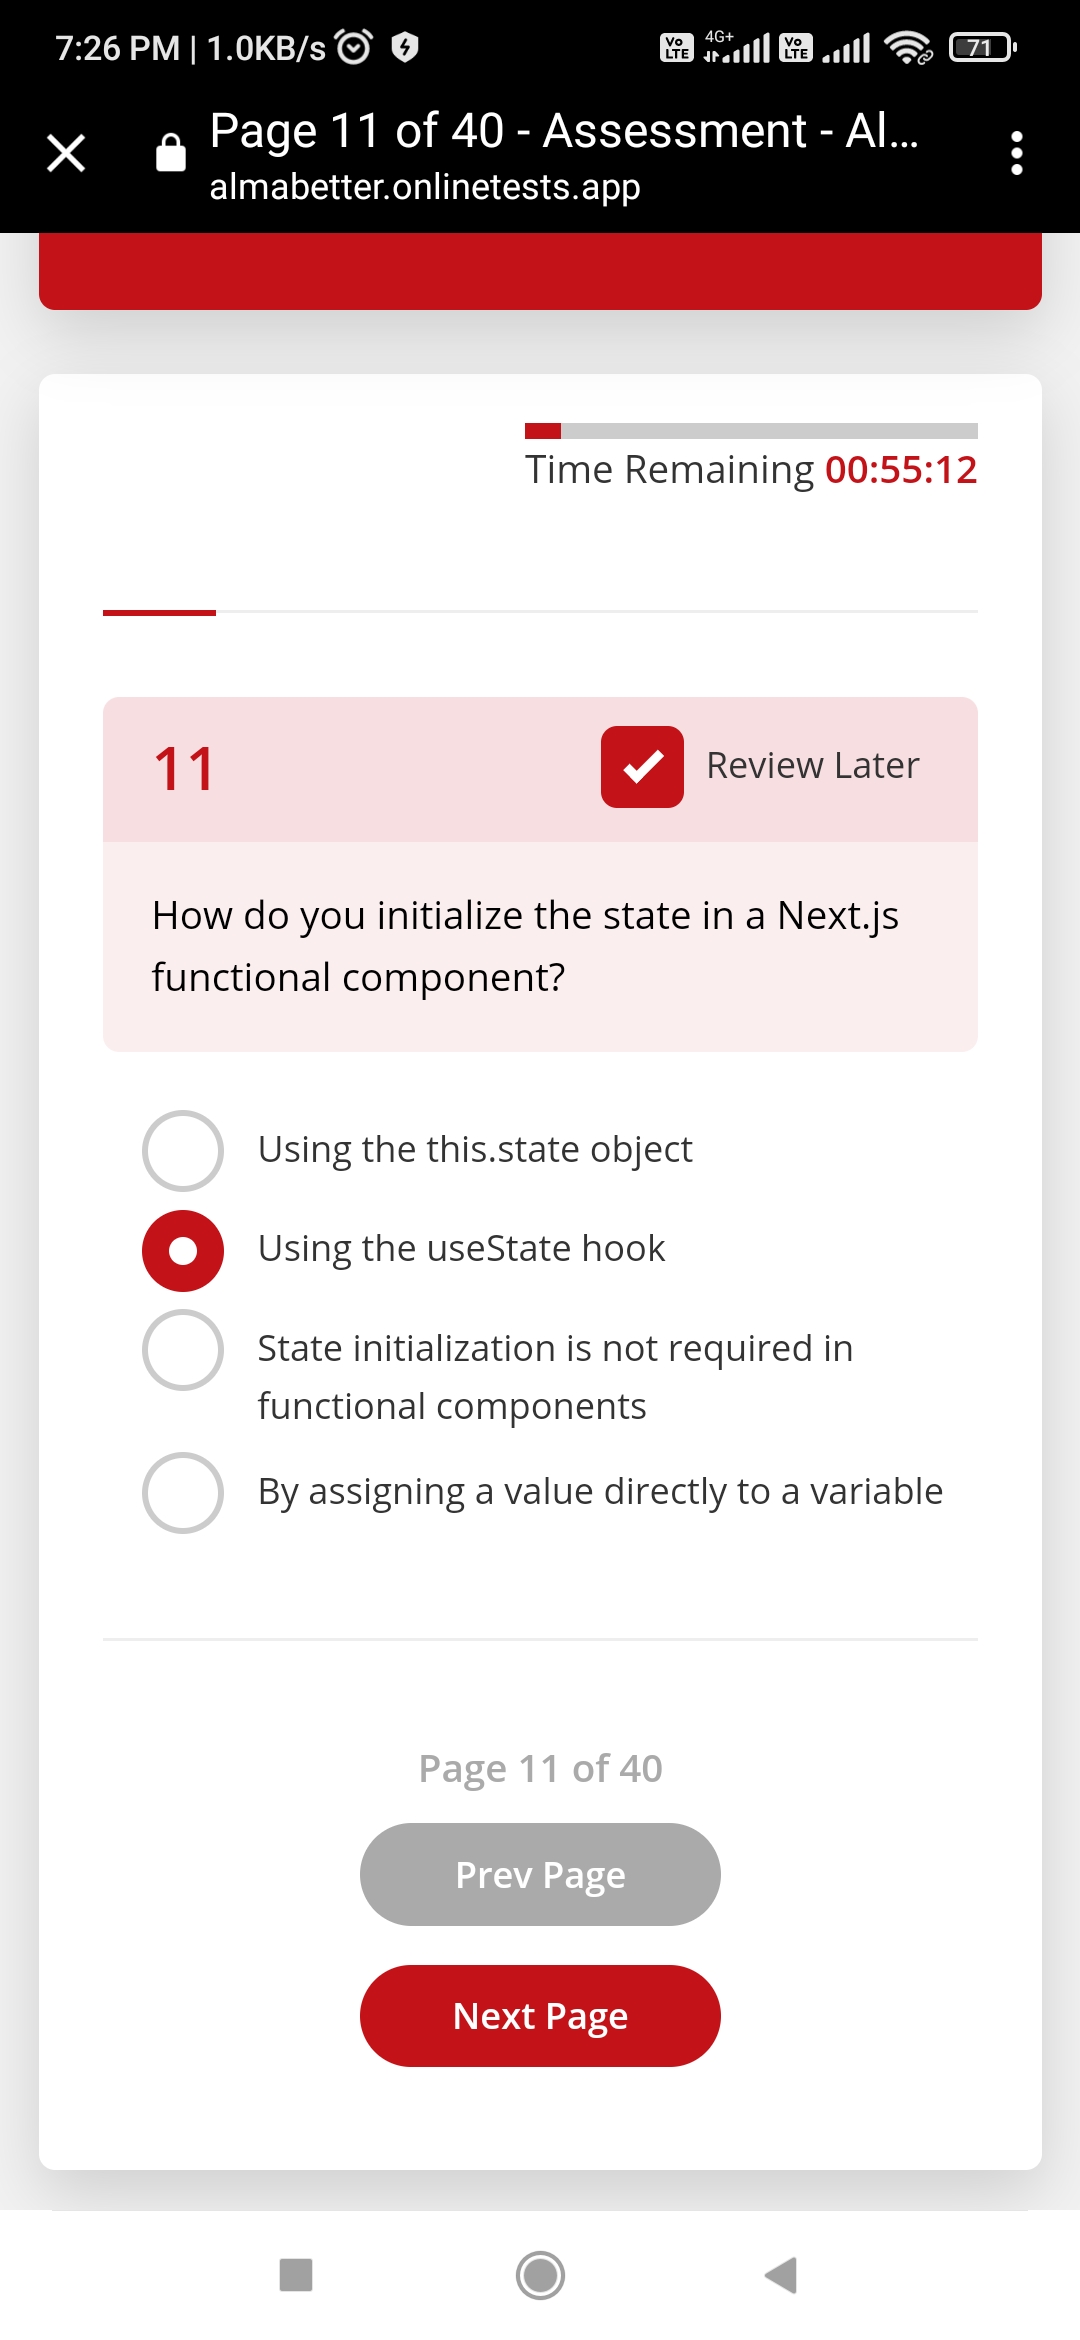 7:26 PM | 1.0KB/s
Vo LTE 4G+ Vo LTE 71
Page 11 of 40 - Assessment - Al...
almabetter.onlinetests.app
Time Remaining 00:55:12
11 Review Later
How do you initialize the state in a Next.js
functional component?
Using the this.state object
Using the useState hook
State initialization is not required in
functional components
By assigning a value directly to a variable
Page 11 of 40
Prev Page
Next Page